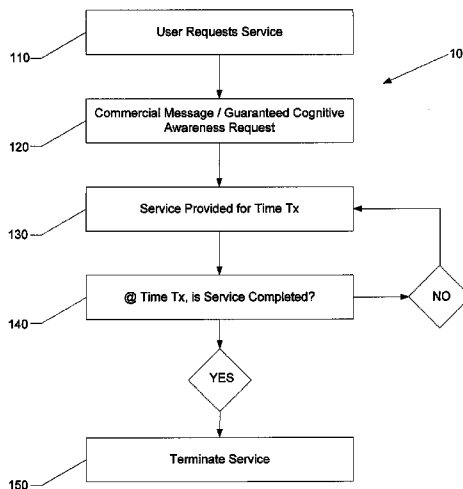 User Requests Service
110
10
Commercial Message / Guaranteed Cognitive
Awareness Request
120
Service Provided for Time Tx
130
@ Time Tx, is Service Completed?
NO
140
YES
Terminate Service
150